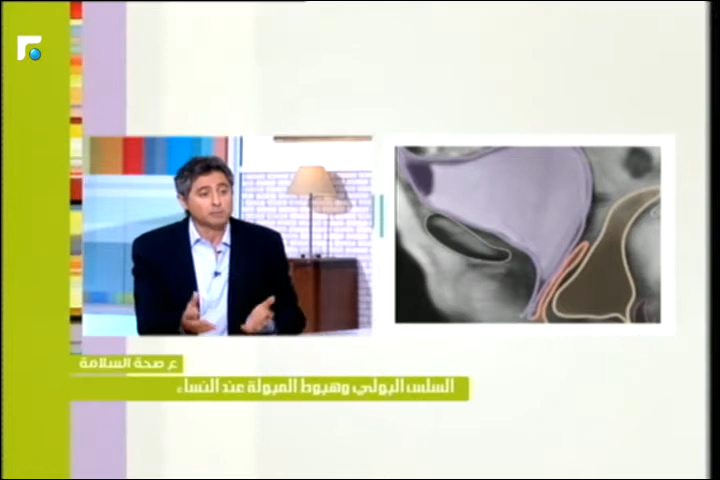 ع صحة السلامة
السلس البولي وهبوط المبولة عند النساء